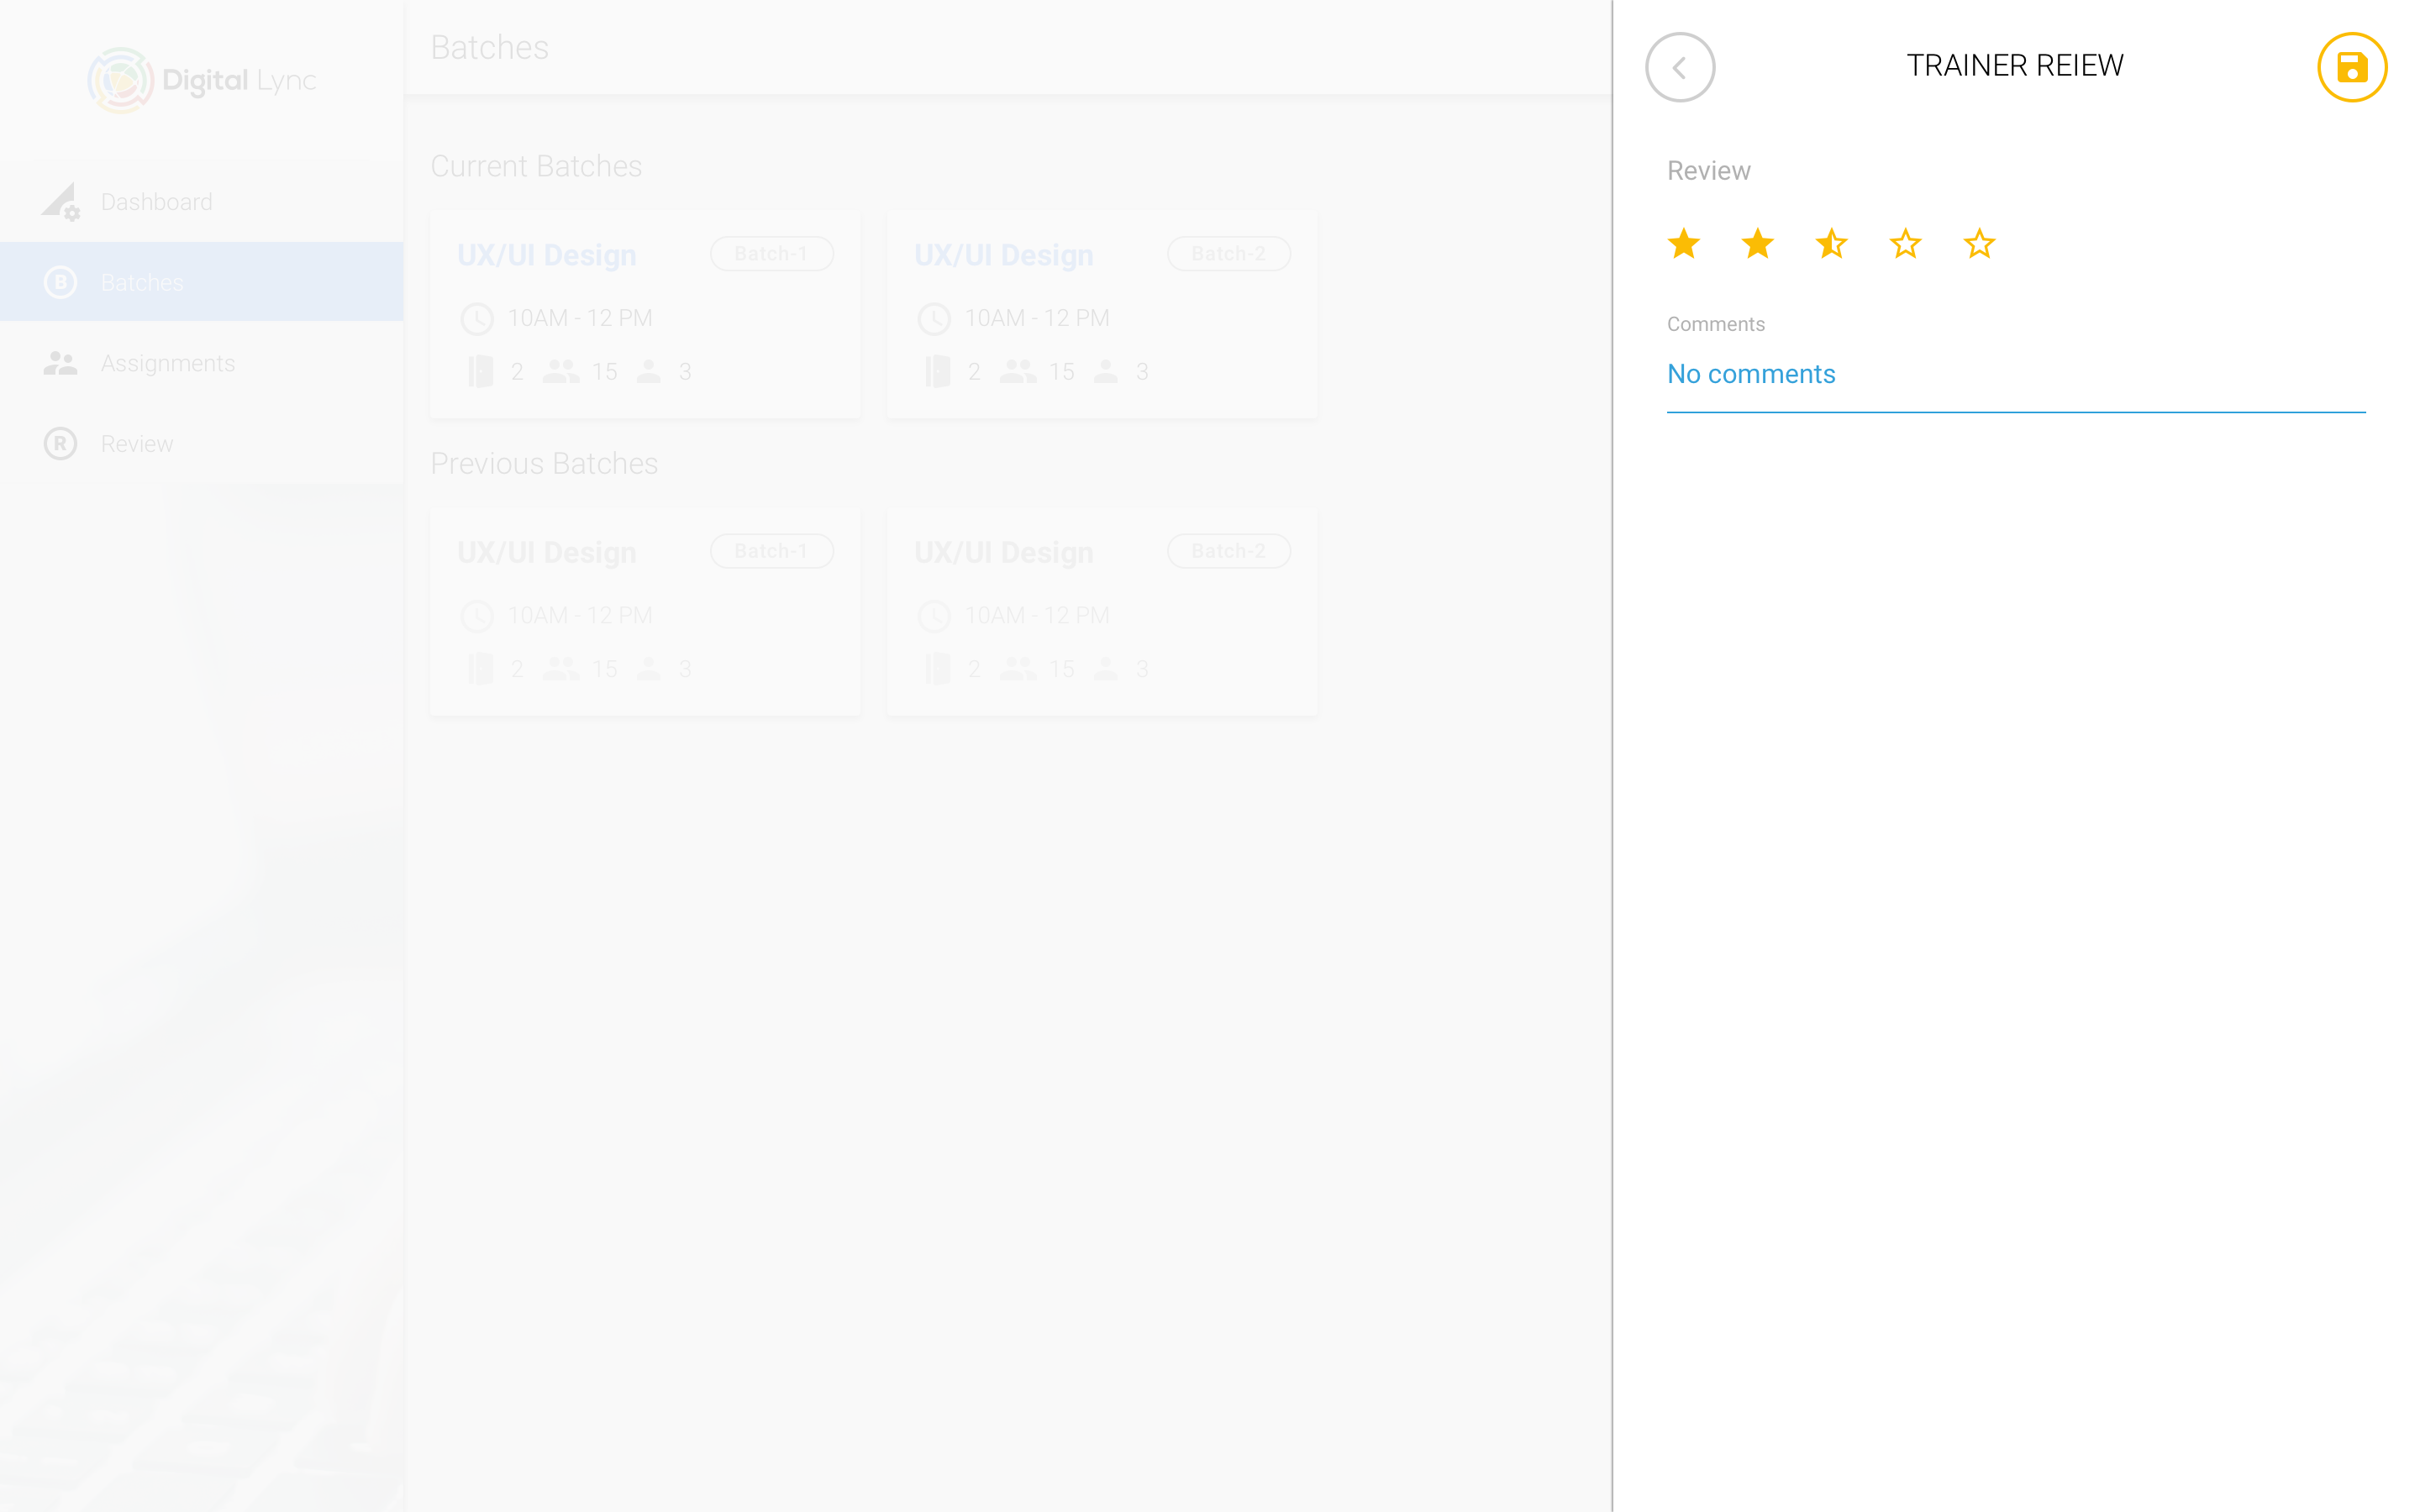 Digital Lync
Dashboard
B Batches
Assignments
R Review
Batches
Current Batches
UX/UI Design Batch-1
10AM - 12 PM
2 15 3
UX/UI Design Batch-2
10AM - 12 PM
2 15 3
Previous Batches
UX/UI Design Batch-1
10AM - 12 PM
2 15 3
UX/UI Design Batch-2
10AM - 12 PM
2 15 3
TRAINER REIEW
Review
Comments
No comments